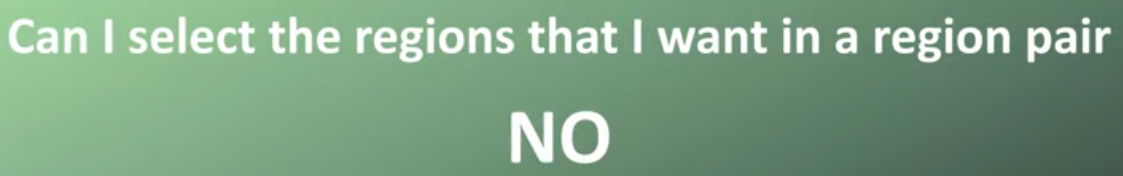 Can I select the regions that I want in a region pair
NO